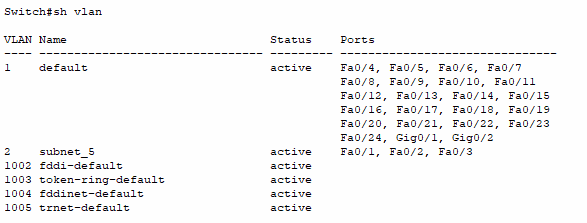 Switch#sh vlan
VLAN Name                             Status    Ports
---- -------------------------------- --------- -------------------------------
1    default                          active    Fa0/4, Fa0/5, Fa0/6, Fa0/7
                                                Fa0/8, Fa0/9, Fa0/10, Fa0/11
                                                Fa0/12, Fa0/13, Fa0/14, Fa0/15
                                                Fa0/16, Fa0/17, Fa0/18, Fa0/19
                                                Fa0/20, Fa0/21, Fa0/22, Fa0/23
                                                Fa0/24, Gig0/1, Gig0/2
2    subnet_5                         active    Fa0/1, Fa0/2, Fa0/3
1002 fddi-default                     active
1003 token-ring-default               active
1004 fddinet-default                  active
1005 trnet-default                    active